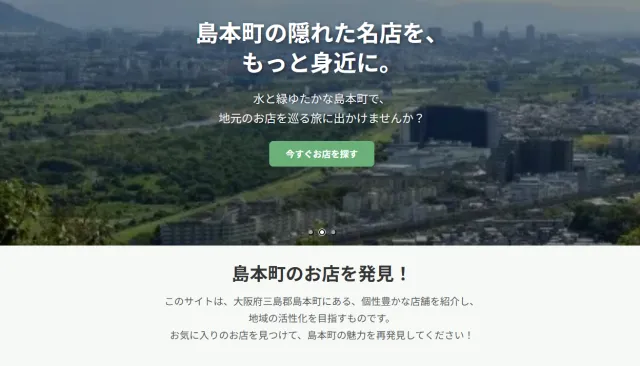 島本町の隠れた名店を、
もっと身近に。
水と緑ゆたかな島本町で、
地元のお店を巡る旅に出かけませんか？
今すぐお店を探す
島本町のお店を発見！
このサイトは、大阪府三島郡島本町にある、個性豊かな店舗を紹介し、
地域の活性化を目指すものです。
お気に入りのお店を見つけて、島本町の魅力を再発見してください！